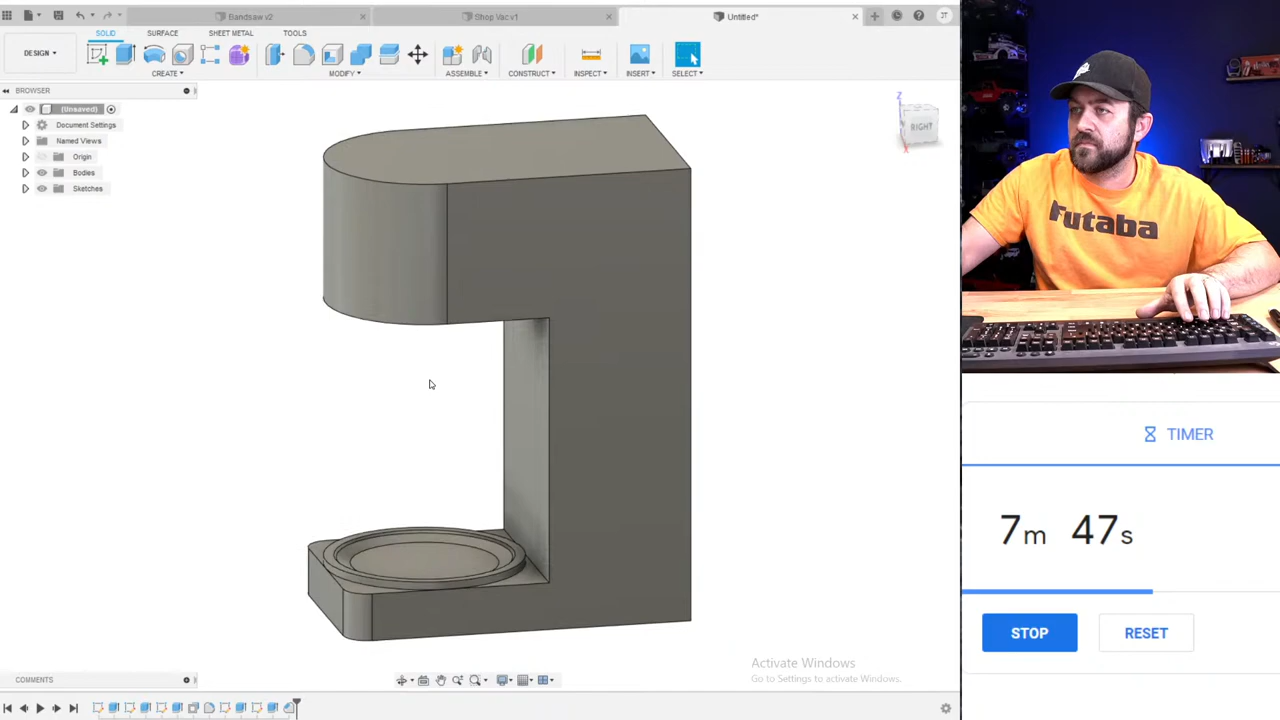 Bandsaw v2
Shop Vac v1
Untitled*
JT
DESIGN
SOLID
SURFACE
SHEET METAL
TOOLS
CREATE
MODIFY
ASSEMBLE
CONSTRUCT
INSPECT
INSERT
SELECT
BROWSER
(Unsaved)
Document Settings
Named Views
Origin
Bodies
Sketches
Z
RIGHT
X
Futaba
TIMER
7m 47s
STOP
RESET
Activate Windows
Go to Settings to activate Windows.
COMMENTS